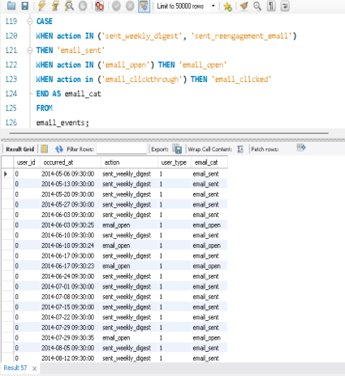 Limit to 50000 rows
119 CASE
120 WHEN action IN ('sent_weekly_digest', 'sent_reengagement_email')
121 THEN 'email_sent'
122 WHEN action IN ('email_open') THEN 'email_open'
123 WHEN action in ('email_clickthrough') THEN 'email_clicked'
124 END AS email_cat
125 FROM
126 email_events;
Result Grid Filter Rows: Export: Wrap Cell Content: Fetch rows:
user_id occurred_at action user_type email_cat
0 2014-05-06 09:30:00 sent_weekly_digest 1 email_sent
0 2014-05-13 09:30:00 sent_weekly_digest 1 email_sent
0 2014-05-20 09:30:00 sent_weekly_digest 1 email_sent
0 2014-05-27 09:30:00 sent_weekly_digest 1 email_sent
0 2014-06-03 09:30:00 sent_weekly_digest 1 email_sent
0 2014-06-03 09:30:25 email_open 1 email_open
0 2014-06-10 09:30:00 sent_weekly_digest 1 email_sent
0 2014-06-10 09:30:24 email_open 1 email_open
0 2014-06-17 09:30:00 sent_weekly_digest 1 email_sent
0 2014-06-17 09:30:23 email_open 1 email_open
0 2014-06-24 09:30:00 sent_weekly_digest 1 email_sent
0 2014-07-01 09:30:00 sent_weekly_digest 1 email_sent
0 2014-07-08 09:30:00 sent_weekly_digest 1 email_sent
0 2014-07-15 09:30:00 sent_weekly_digest 1 email_sent
0 2014-07-22 09:30:00 sent_weekly_digest 1 email_sent
0 2014-07-29 09:30:00 sent_weekly_digest 1 email_sent
0 2014-07-29 09:30:35 email_open 1 email_open
0 2014-08-05 09:30:00 sent_weekly_digest 1 email_sent
0 2014-08-12 09:30:00 sent_weekly_digest 1 email_sent
Result 57